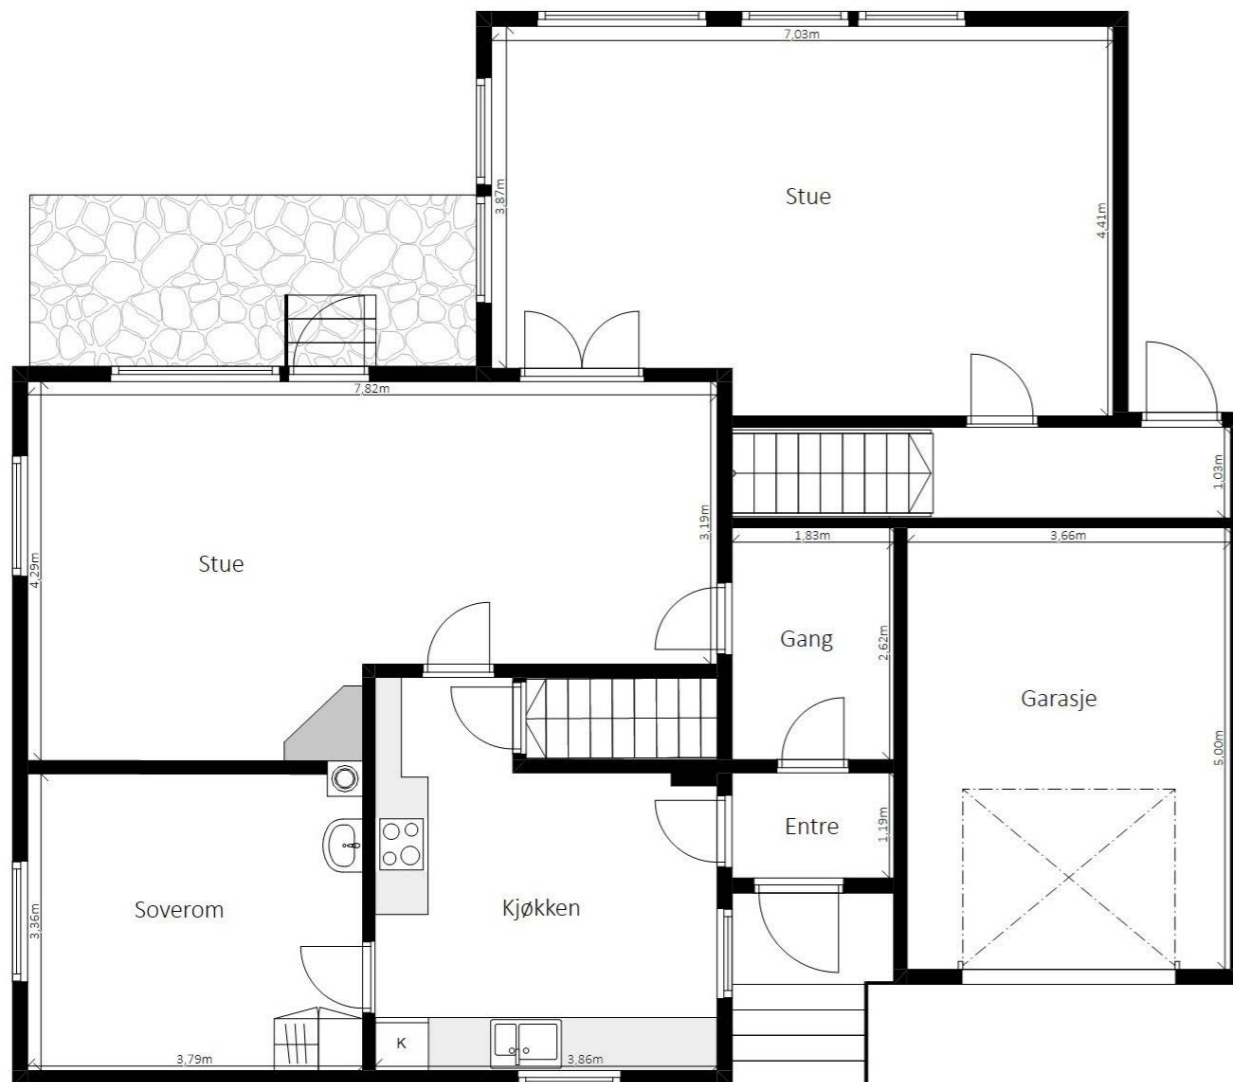 7,03m
Stue
3,87m
4,41m
7,82m
1,03m
3,19m
1,83m
3,66m
Stue
4,29m
Gang
2,62m
Garasje
5,00m
Entre
1,19m
Soverom
Kjøkken
3,36m
K
3,79m
3,86m